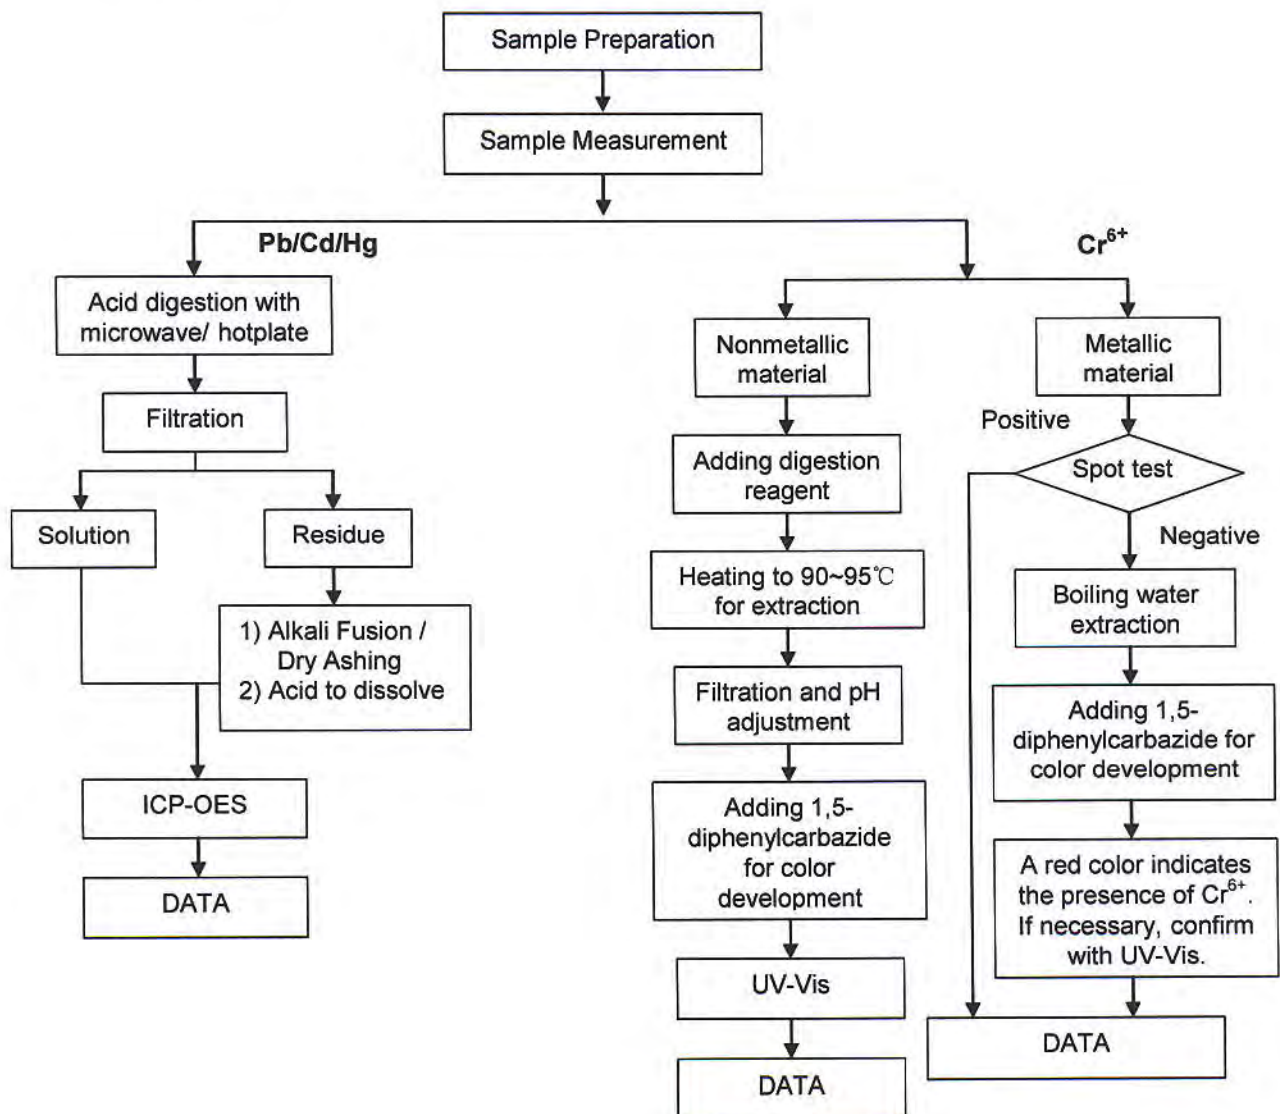 Sample Preparation
Sample Measurement
Pb/Cd/Hg
Acid digestion with
microwave/ hotplate
Filtration
Solution
Residue
1) Alkali Fusion /
Dry Ashing
2) Acid to dissolve
ICP-OES
DATA
Cr⁶⁺
Nonmetallic
material
Adding digestion
reagent
Heating to 90~95℃
for extraction
Filtration and pH
adjustment
Adding 1,5-
diphenylcarbazide
for color
development
UV-Vis
DATA
Metallic
material
Positive
Spot test
Negative
Boiling water
extraction
Adding 1,5-
diphenylcarbazide for
color development
A red color indicates
the presence of Cr⁶⁺.
If necessary, confirm
with UV-Vis.
DATA